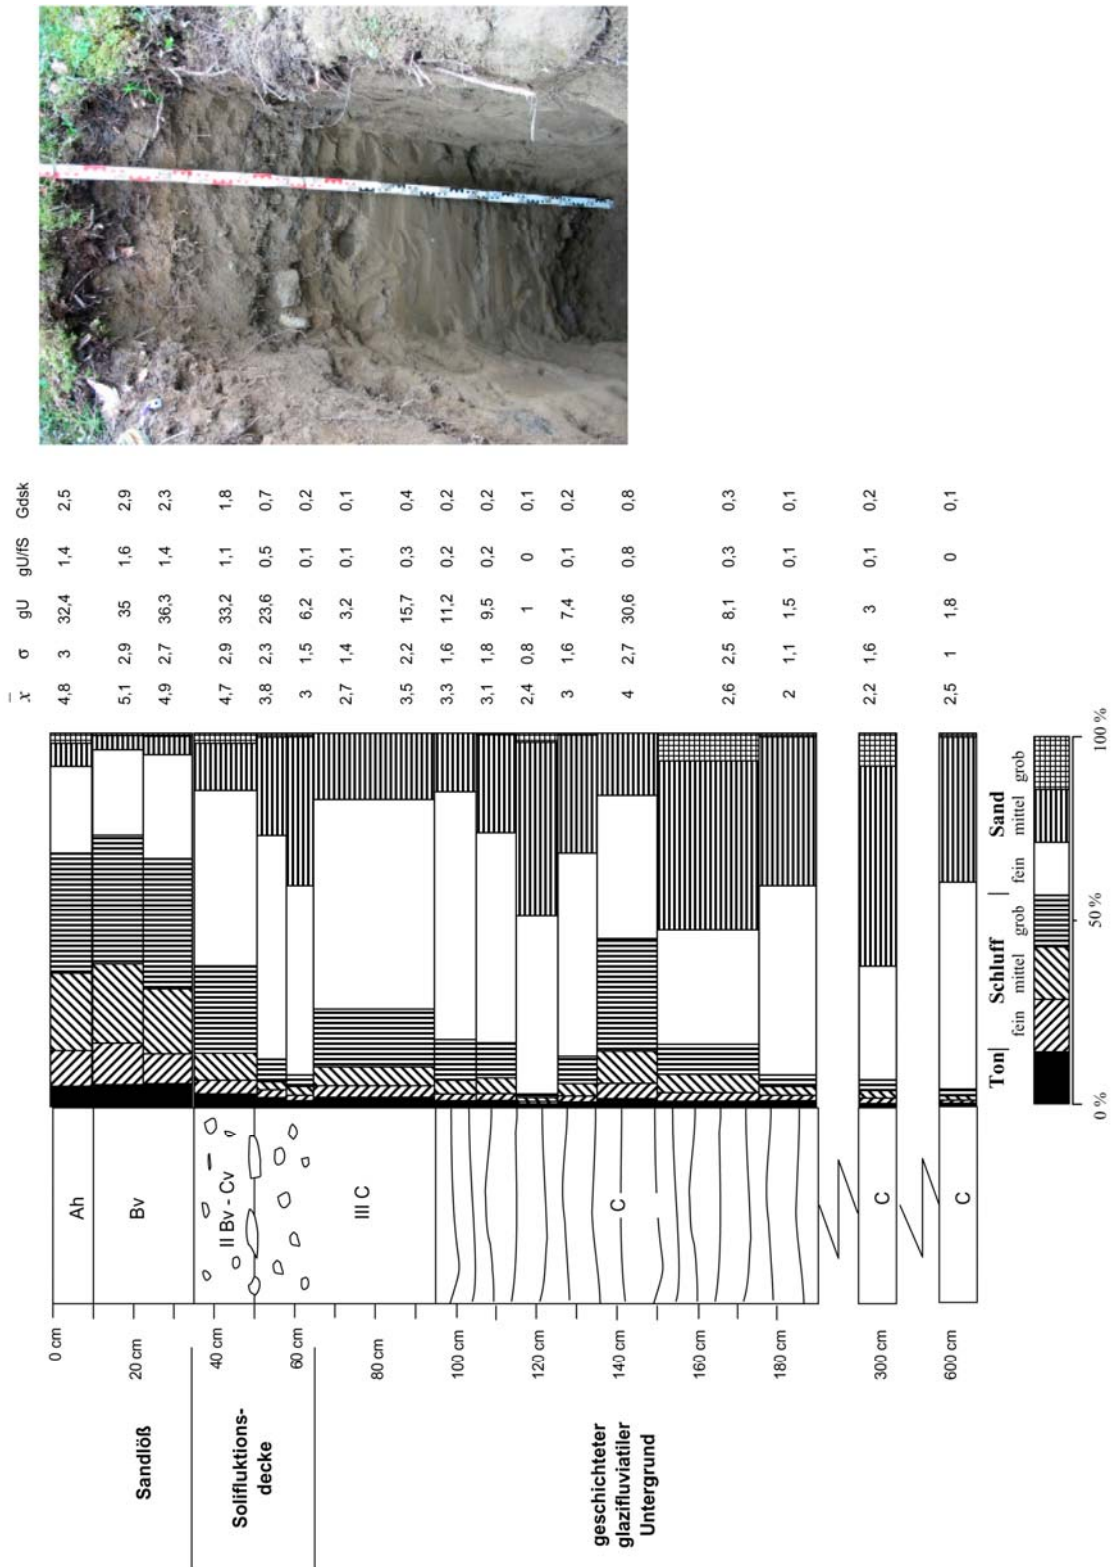 x̄ σ gU gU/fS Gdsk
4,8 3 32,4 1,4 2,5
5,1 2,9 35 1,6 2,9
4,9 2,7 36,3 1,4 2,3
4,7 2,9 33,2 1,1 1,8
3,8 2,3 23,6 0,5 0,7
3 1,5 6,2 0,1 0,2
2,7 1,4 3,2 0,1 0,1
3,5 2,2 15,7 0,3 0,4
3,3 1,6 11,2 0,2 0,2
3,1 1,8 9,5 0,2 0,2
2,4 0,8 1 0 0,1
3 1,6 7,4 0,1 0,2
4 2,7 30,6 0,8 0,8
2,6 2,5 8,1 0,3 0,3
2 1,1 1,5 0,1 0,1
2,2 1,6 3 0,1 0,2
2,5 1 1,8 0 0,1
Ah
Bv
II Bv - Cv
III C
C
C
C
0 cm
20 cm
40 cm
60 cm
80 cm
100 cm
120 cm
140 cm
160 cm
180 cm
300 cm
600 cm
Sandlöß
Solifluktions-
decke
geschichteter
glazifluviatiler
Untergrund
Ton| Schluff | Sand
fein mittel grob fein mittel grob
0 % 50 % 100 %